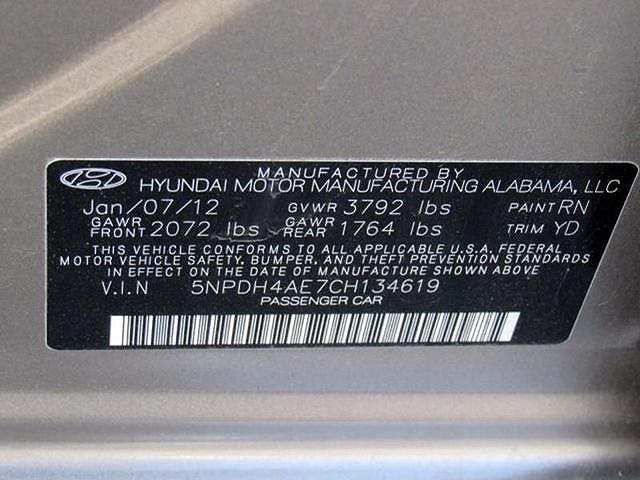 MANUFACTURED BY
HYUNDAI MOTOR MANUFACTURING ALABAMA, LLC
Jan/07/12 GVWR 3792 lbs PAINT RN
GAWR FRONT 2072 lbs GAWR REAR 1764 lbs TRIM YD
THIS VEHICLE CONFORMS TO ALL APPLICABLE U.S.A. FEDERAL
MOTOR VEHICLE SAFETY, BUMPER, AND THEFT PREVENTION STANDARDS
IN EFFECT ON THE DATE OF MANUFACTURE SHOWN ABOVE.
V.I.N 5NPDH4AE7CH134619
PASSENGER CAR